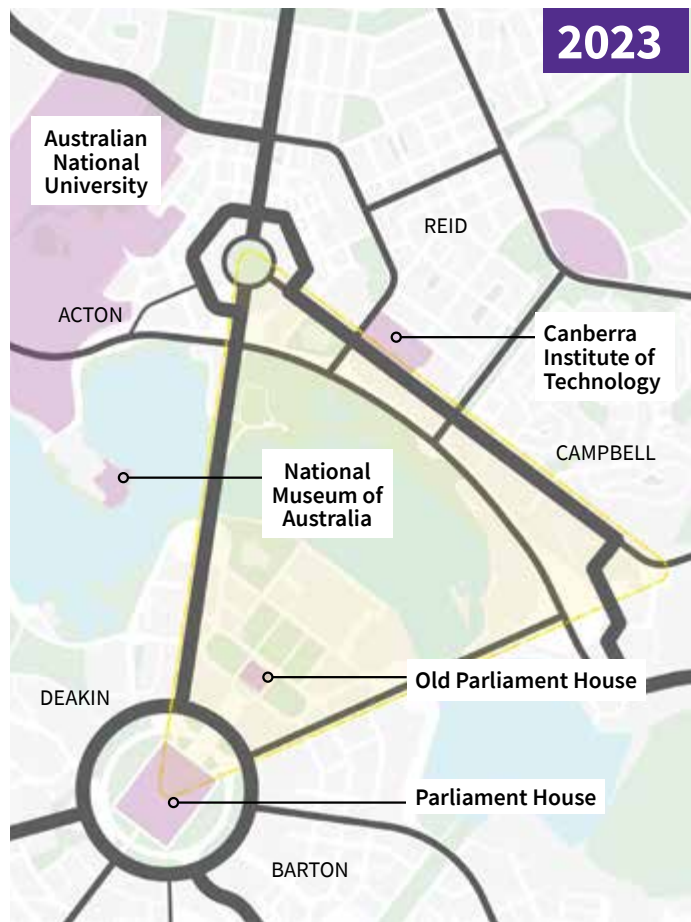 2023
Australian
National
University
REID
ACTON
Canberra
Institute of
Technology
CAMPBELL
National
Museum of
Australia
Old Parliament House
DEAKIN
Parliament House
BARTON